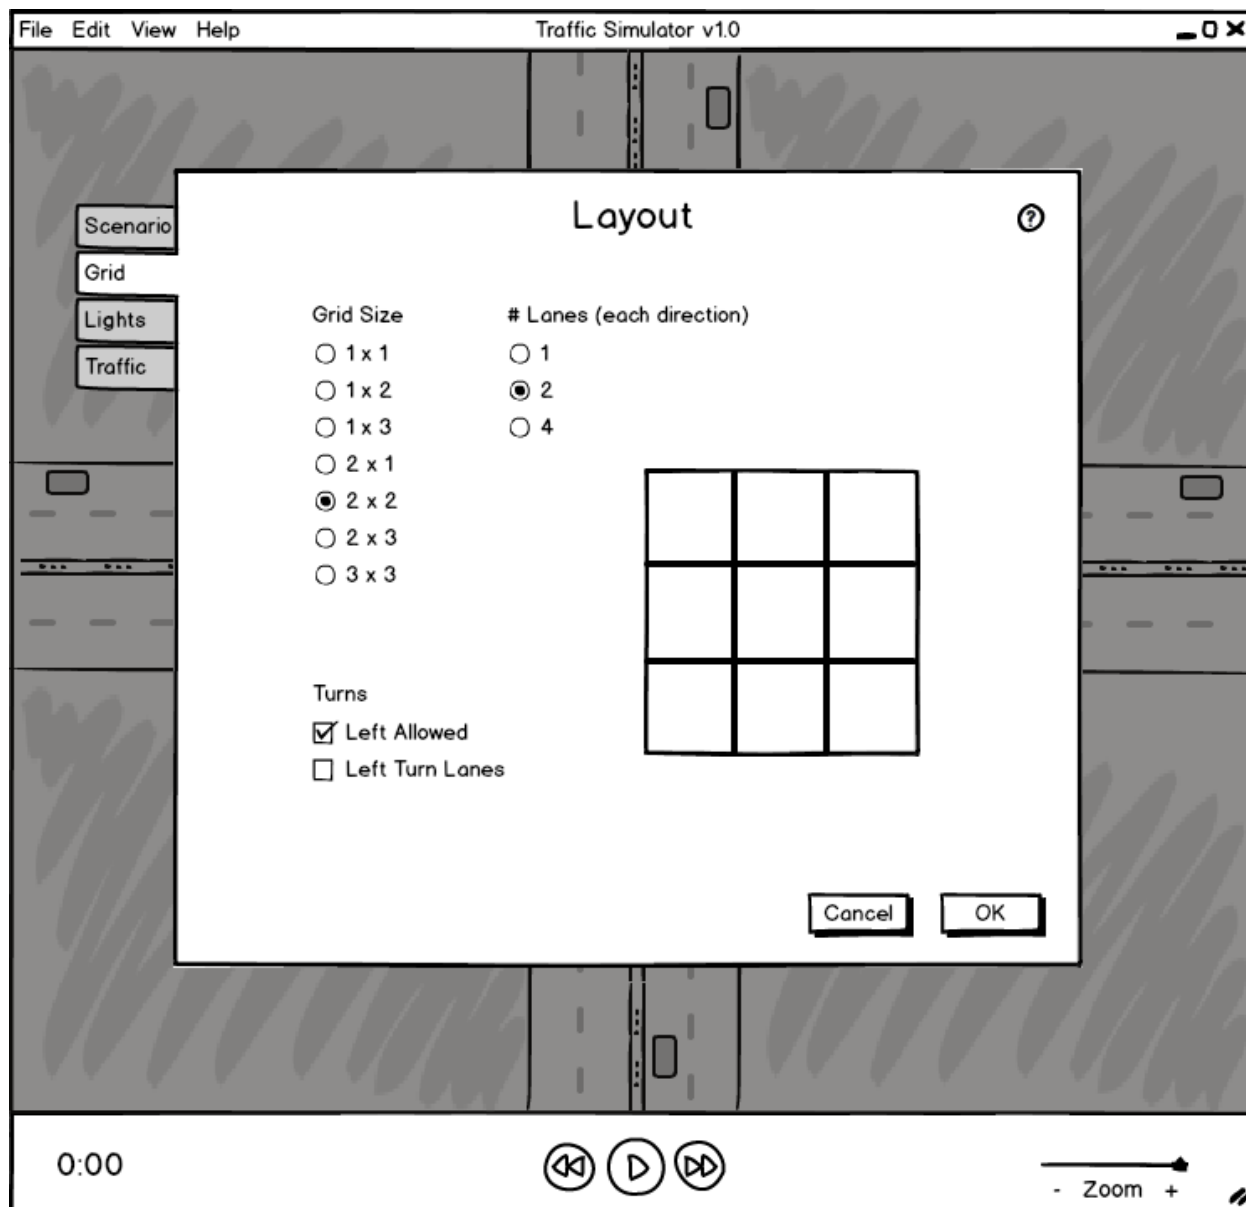 File Edit View Help Traffic Simulator v1.0
Layout
Scenario
Grid
Lights
Traffic
Grid Size
1 x 1
1 x 2
1 x 3
2 x 1
2 x 2
2 x 3
3 x 3
# Lanes (each direction)
1
2
4
Turns
Left Allowed
Left Turn Lanes
Cancel OK
0:00
- Zoom +